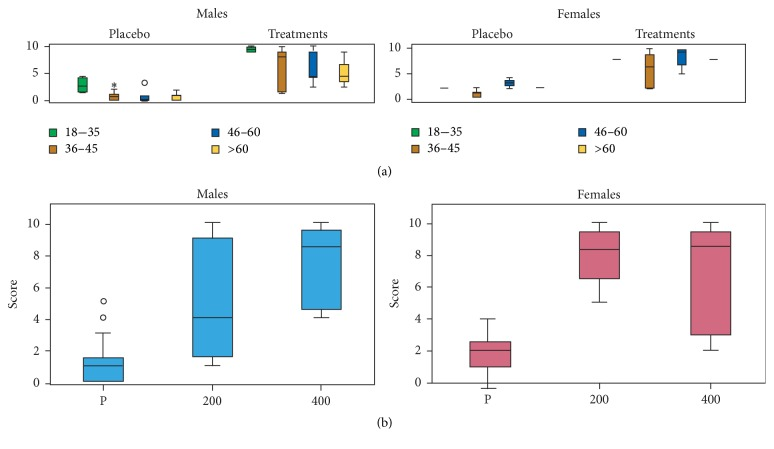 Males
Females
Placebo Treatments
Placebo Treatments
10
5
0
10
5
0
18–35 46–60
36–45 >60
18–35 46–60
36–45 >60
(a)
Males
Females
Score
10
8
6
4
2
0
P 200 400
Score
10
8
6
4
2
0
P 200 400
(b)